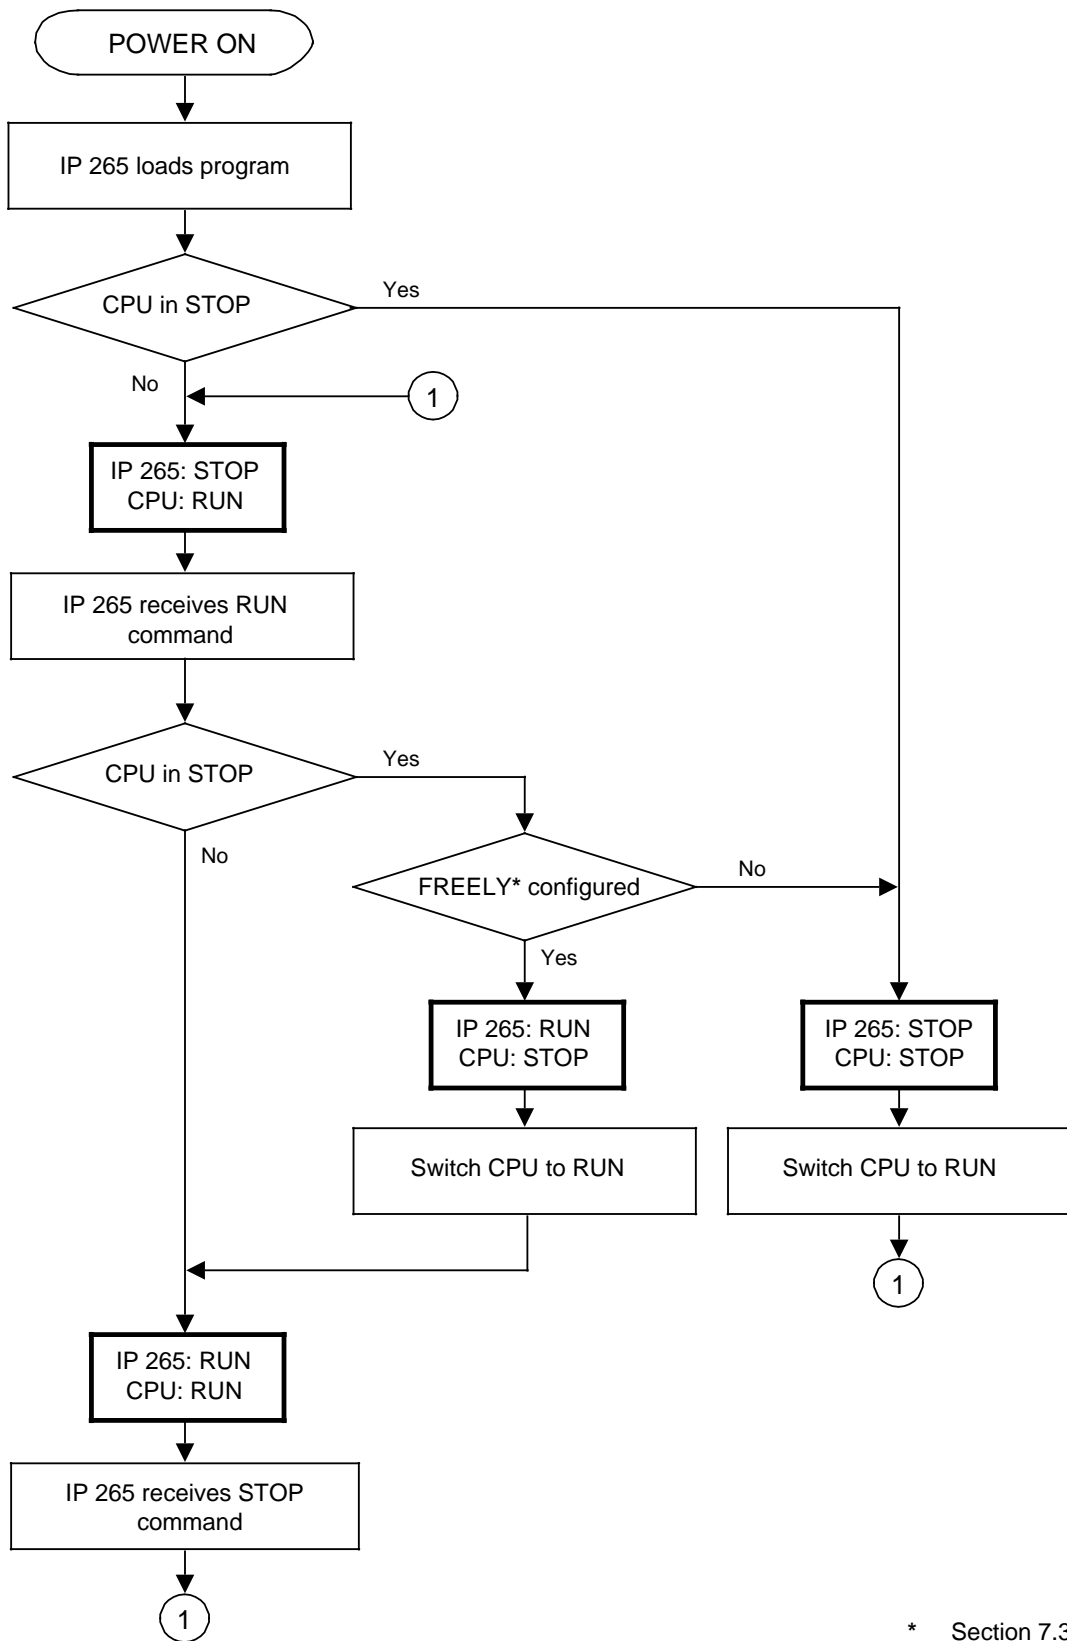 POWER ON
IP 265 loads program
CPU in STOP
Yes
No
1
IP 265: STOP
CPU: RUN
IP 265 receives RUN
command
CPU in STOP
Yes
No
FREELY* configured
No
Yes
IP 265: RUN
CPU: STOP
IP 265: STOP
CPU: STOP
Switch CPU to RUN
Switch CPU to RUN
1
IP 265: RUN
CPU: RUN
IP 265 receives STOP
command
1
* Section 7.3